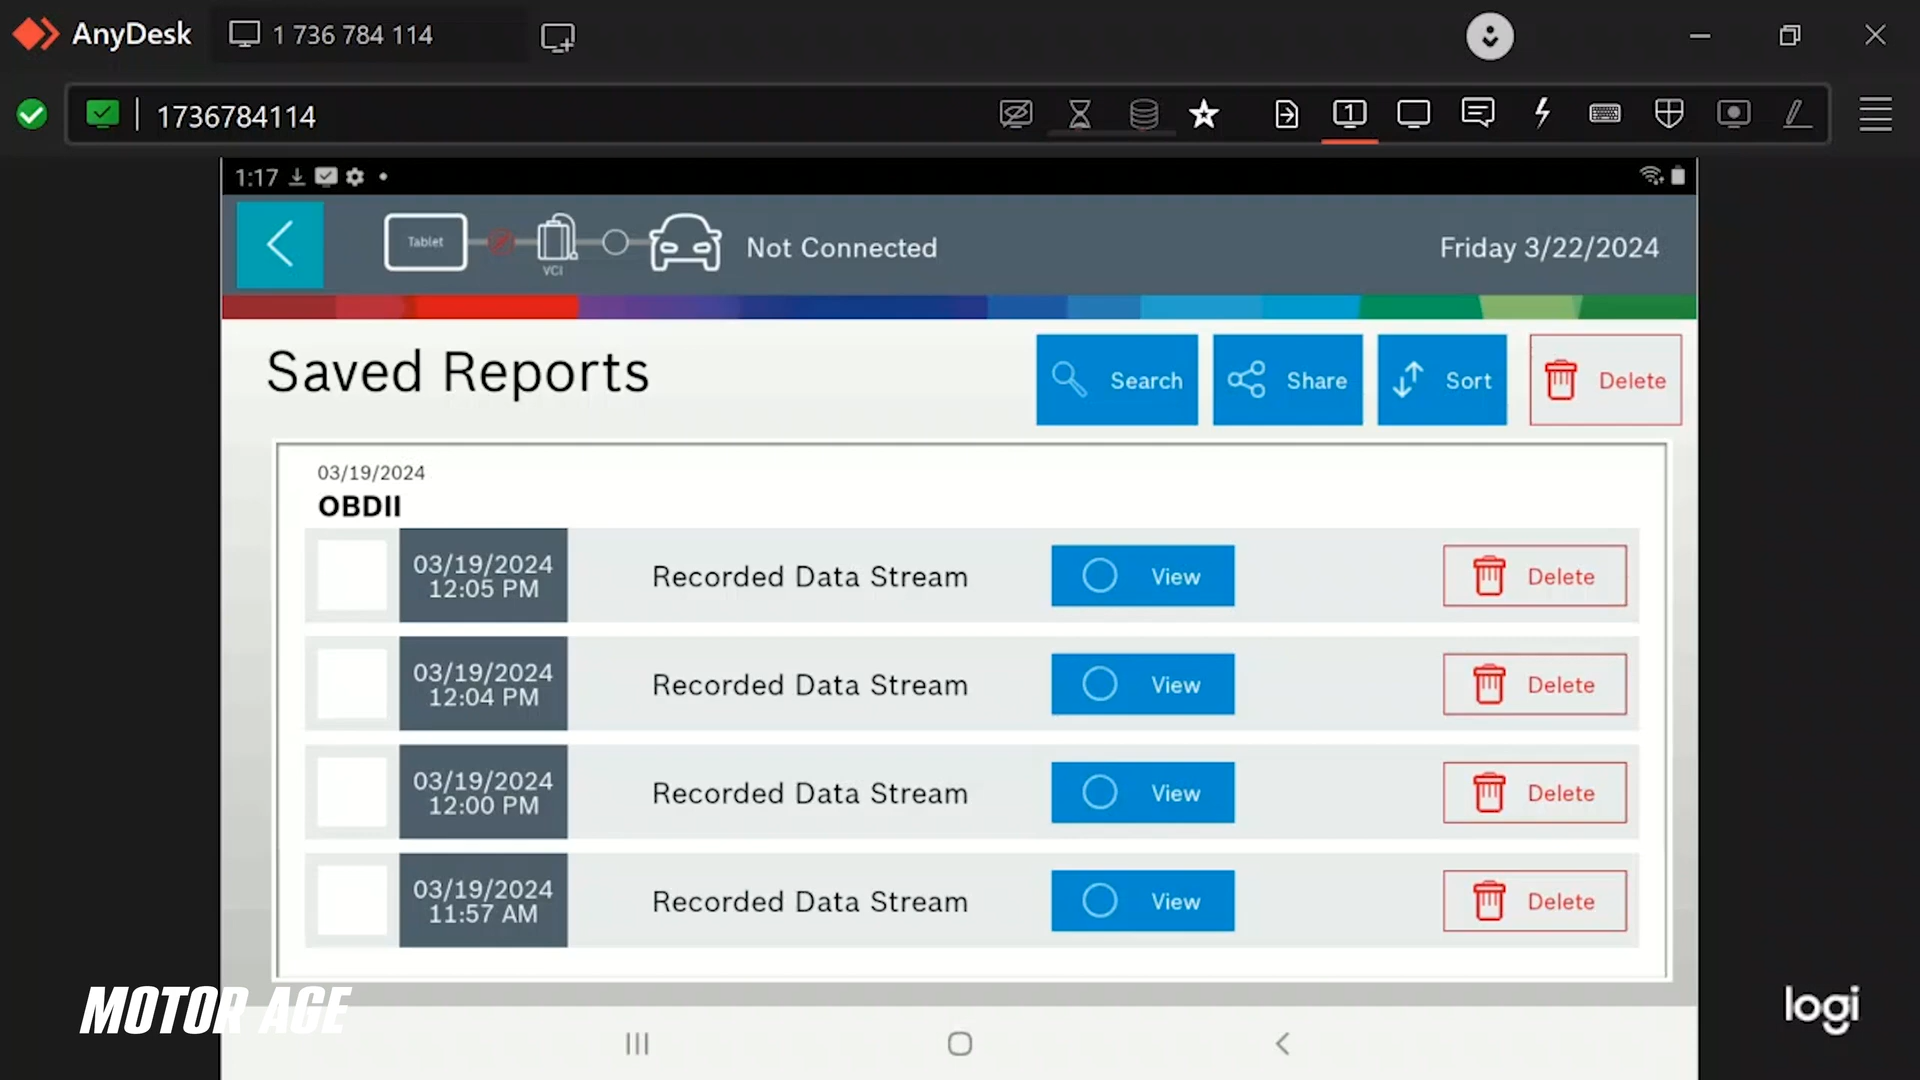 AnyDesk
1 736 784 114
1736784114
1
1:17
Tablet
VCI
Not Connected
Friday 3/22/2024
Saved Reports
Search
Share
Sort
Delete
03/19/2024
OBDII
03/19/2024
12:05 PM
Recorded Data Stream
View
Delete
03/19/2024
12:04 PM
Recorded Data Stream
View
Delete
03/19/2024
12:00 PM
Recorded Data Stream
View
Delete
03/19/2024
11:57 AM
Recorded Data Stream
View
Delete
MOTOR AGE
logi